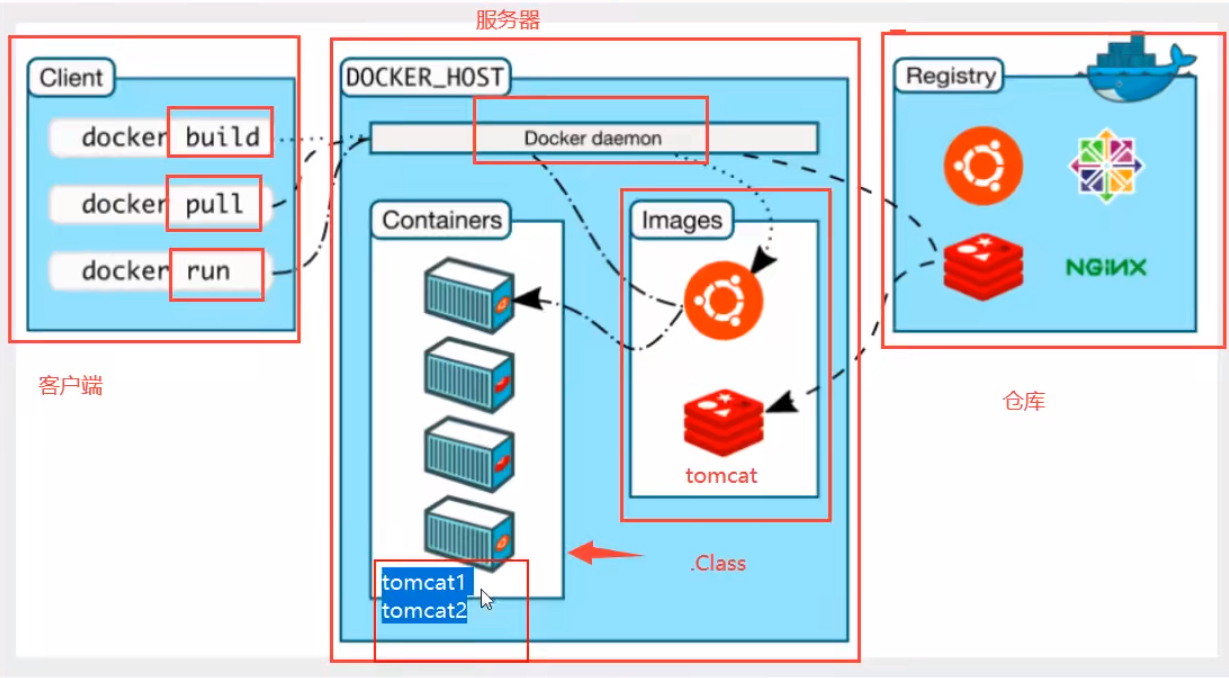 服务器
Client
docker build
docker pull
docker run
客户端
DOCKER_HOST
Docker daemon
Containers
tomcat1
tomcat2
Images
tomcat
.Class
Registry
NGiNX
仓库